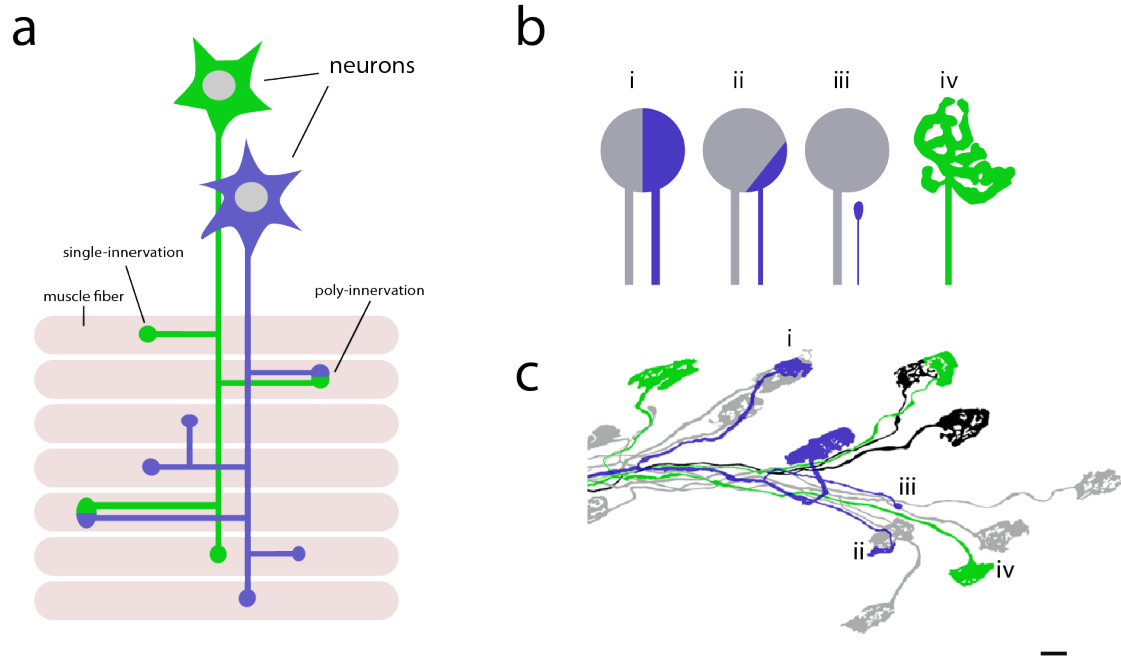 a
neurons
single-innervation
muscle fiber
poly-innervation
b
i
ii
iii
iv
c
i
iii
ii
iv